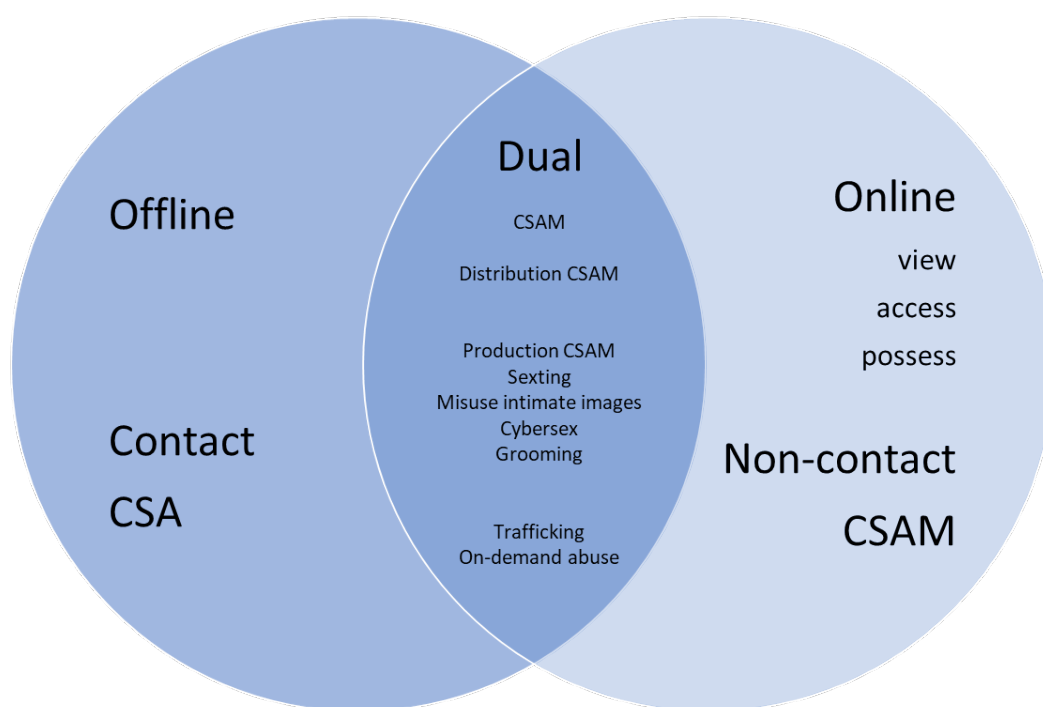 Offline
Contact
CSA
Dual
CSAM
Distribution CSAM
Production CSAM
Sexting
Misuse intimate images
Cybersex
Grooming
Trafficking
On-demand abuse
Online
view
access
possess
Non-contact
CSAM